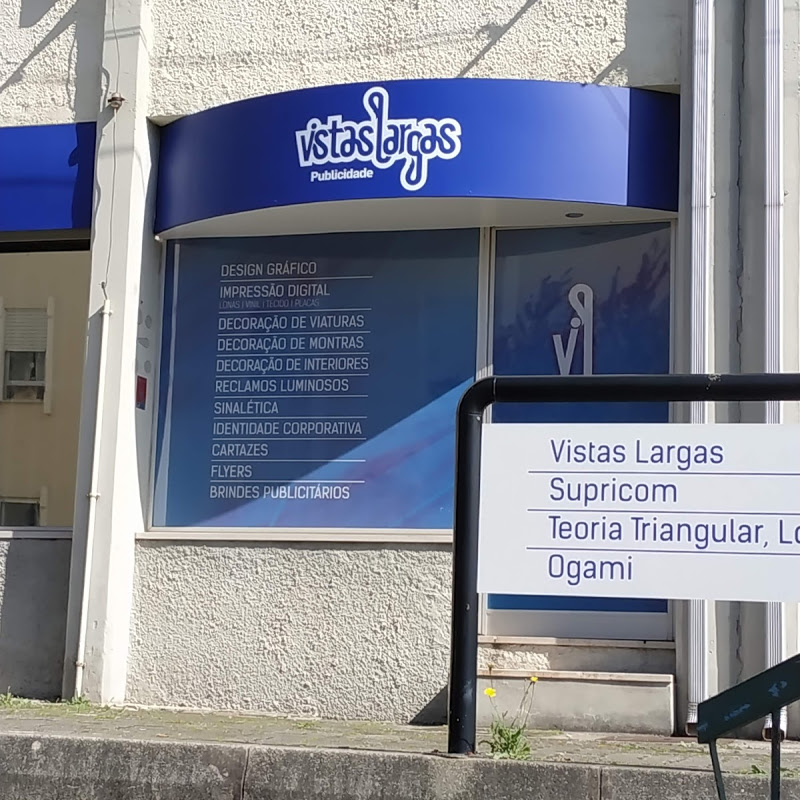 vistas largas
Publicidade
DESIGN GRÁFICO
IMPRESSÃO DIGITAL
LONAS | VINIL | TECIDO | PLACAS
DECORAÇÃO DE VIATURAS
DECORAÇÃO DE MONTRAS
DECORAÇÃO DE INTERIORES
RECLAMOS LUMINOSOS
SINALÉTICA
IDENTIDADE CORPORATIVA
CARTAZES
FLYERS
BRINDES PUBLICITÁRIOS
vl
Vistas Largas
Supricom
Teoria Triangular, Lo
Ogami